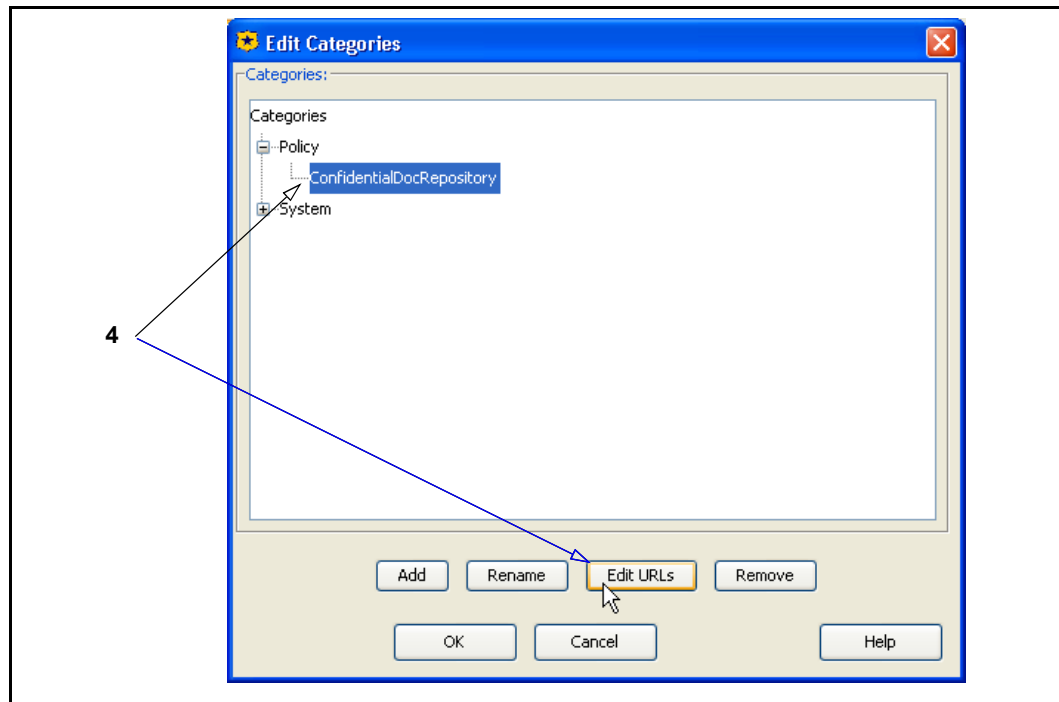 Edit Categories
Categories:
Categories
Policy
ConfidentialDocRepository
System
4
Add Rename Edit URLs Remove
OK Cancel Help